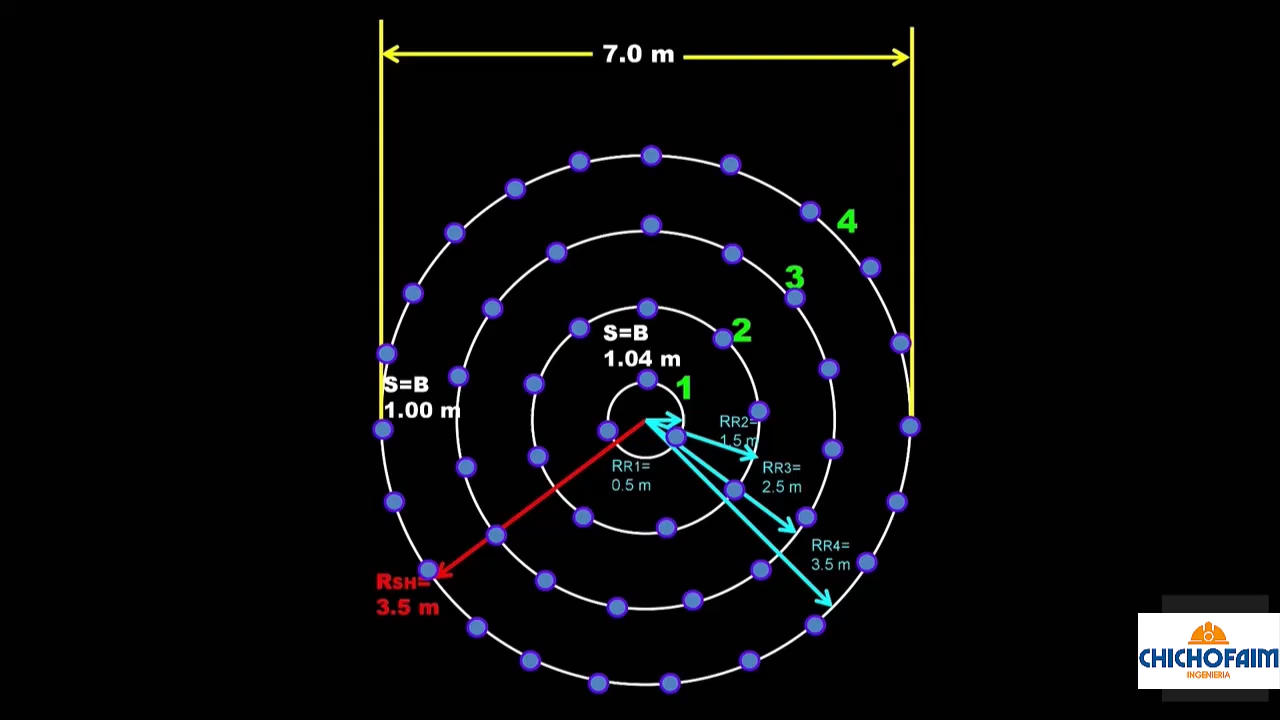 7.0 m
4
3
2
S=B
1.04 m
1
S=B
1.00 m
RR2=
1.5 m
RR1=
0.5 m
RR3=
2.5 m
RR4=
3.5 m
RSH=
3.5 m
CHICHOFAIM
INGENIERIA